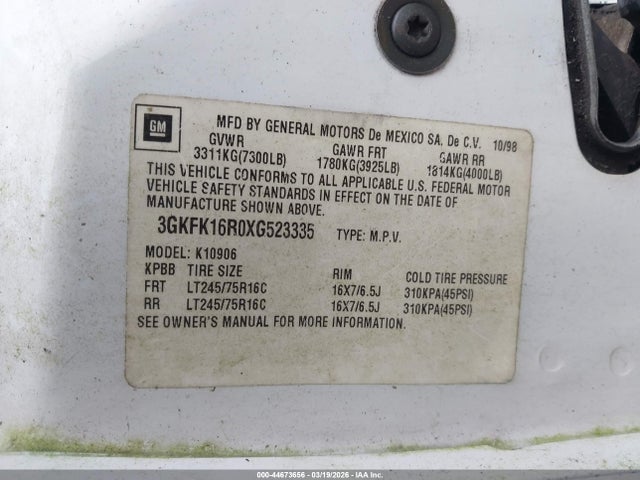 GM
MFD BY GENERAL MOTORS De MEXICO SA. De C.V. 10/98
GVWR GAWR FRT GAWR RR
3311KG(7300LB) 1780KG(3925LB) 1814KG(4000LB)
THIS VEHICLE CONFORMS TO ALL APPLICABLE U.S. FEDERAL MOTOR
VEHICLE SAFETY STANDARDS IN EFFECT ON THE DATE OF
MANUFACTURE SHOWN ABOVE.
3GKFK16R0XG523335 TYPE: M.P.V.
MODEL: K10906
KPBB TIRE SIZE RIM COLD TIRE PRESSURE
FRT LT245/75R16C 16X7/6.5J 310KPA(45PSI)
RR LT245/75R16C 16X7/6.5J 310KPA(45PSI)
SEE OWNER'S MANUAL FOR MORE INFORMATION.
000-44673656 - 03/19/2026 - IAAI.COM